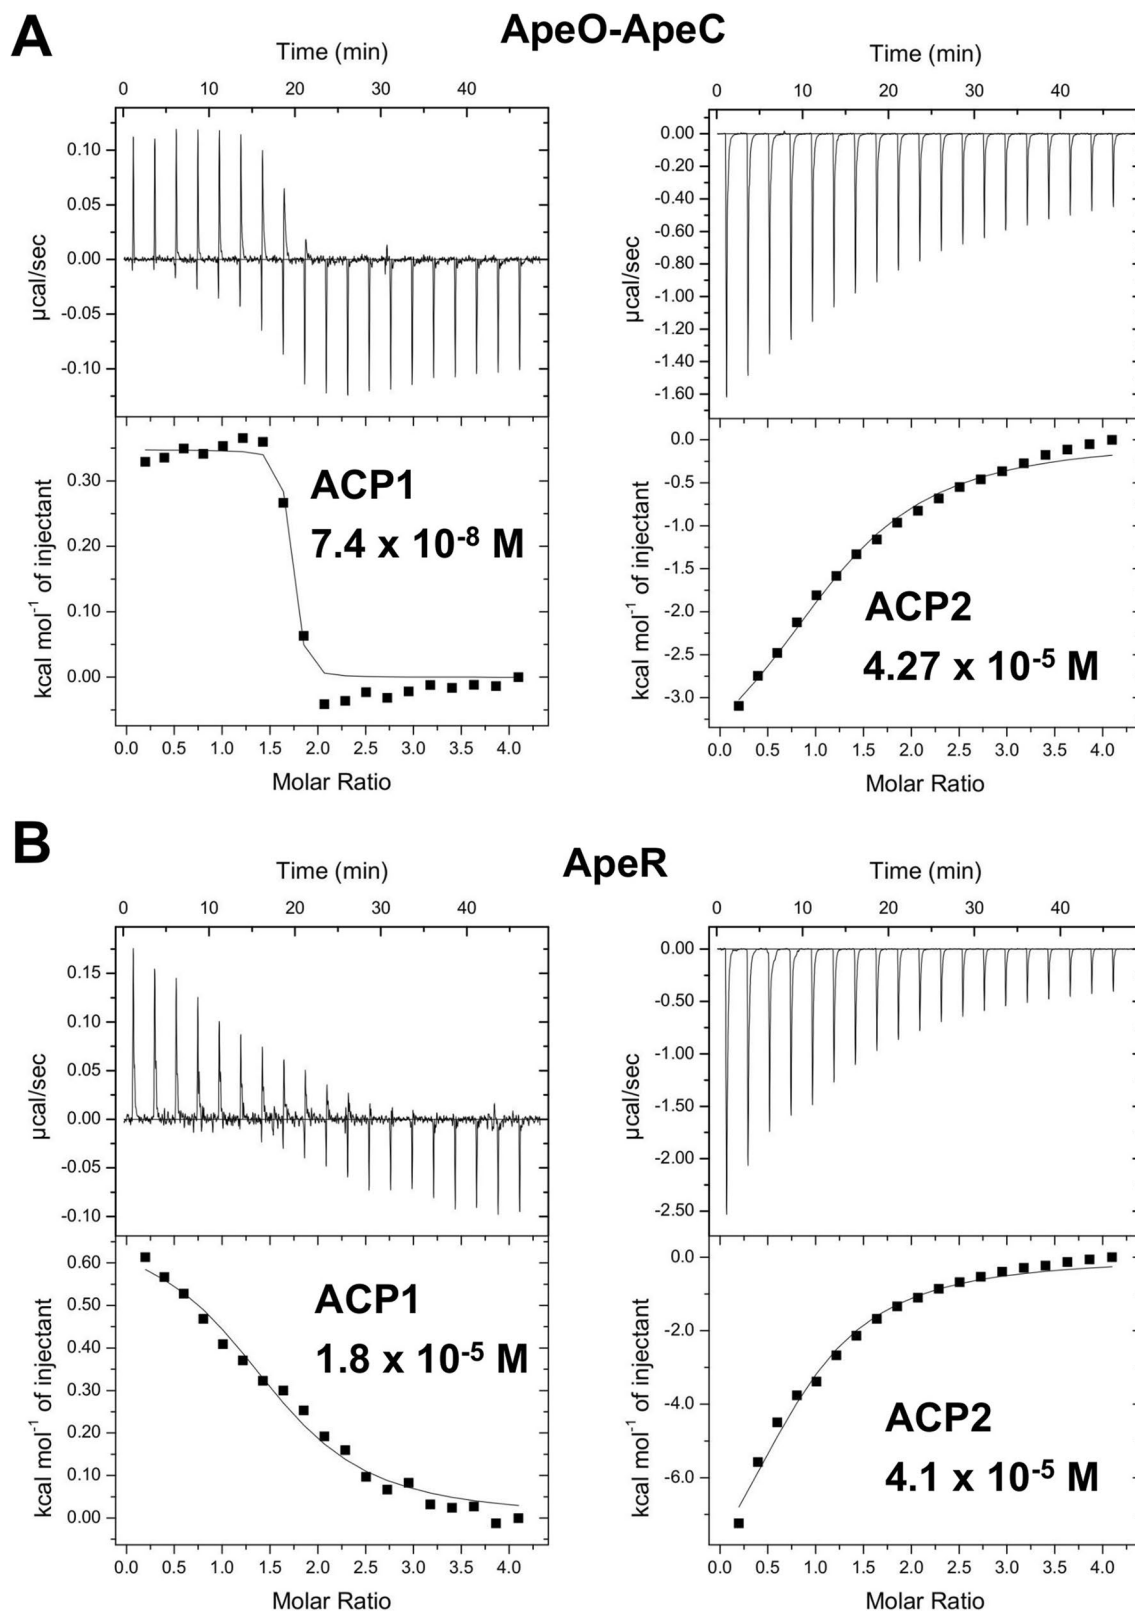 A
ApeO-ApeC
Time (min)
0 10 20 30 40
0.10
0.05
0.00
-0.05
-0.10
µcal/sec
0.30
0.20
0.10
0.00
kcal mol⁻¹ of injectant
ACP1
7.4 x 10⁻⁸ M
0.0 0.5 1.0 1.5 2.0 2.5 3.0 3.5 4.0
Molar Ratio
Time (min)
0 10 20 30 40
0.00
-0.20
-0.40
-0.60
-0.80
-1.00
-1.20
-1.40
-1.60
µcal/sec
0.0
-0.5
-1.0
-1.5
-2.0
-2.5
-3.0
kcal mol⁻¹ of injectant
ACP2
4.27 x 10⁻⁵ M
0.0 0.5 1.0 1.5 2.0 2.5 3.0 3.5 4.0
Molar Ratio
B
ApeR
Time (min)
0 10 20 30 40
0.15
0.10
0.05
0.00
-0.05
-0.10
µcal/sec
0.60
0.50
0.40
0.30
0.20
0.10
0.00
kcal mol⁻¹ of injectant
ACP1
1.8 x 10⁻⁵ M
0.0 0.5 1.0 1.5 2.0 2.5 3.0 3.5 4.0
Molar Ratio
Time (min)
0 10 20 30 40
0.00
-0.50
-1.00
-1.50
-2.00
-2.50
µcal/sec
0.0
-2.0
-4.0
-6.0
kcal mol⁻¹ of injectant
ACP2
4.1 x 10⁻⁵ M
0.0 0.5 1.0 1.5 2.0 2.5 3.0 3.5 4.0
Molar Ratio